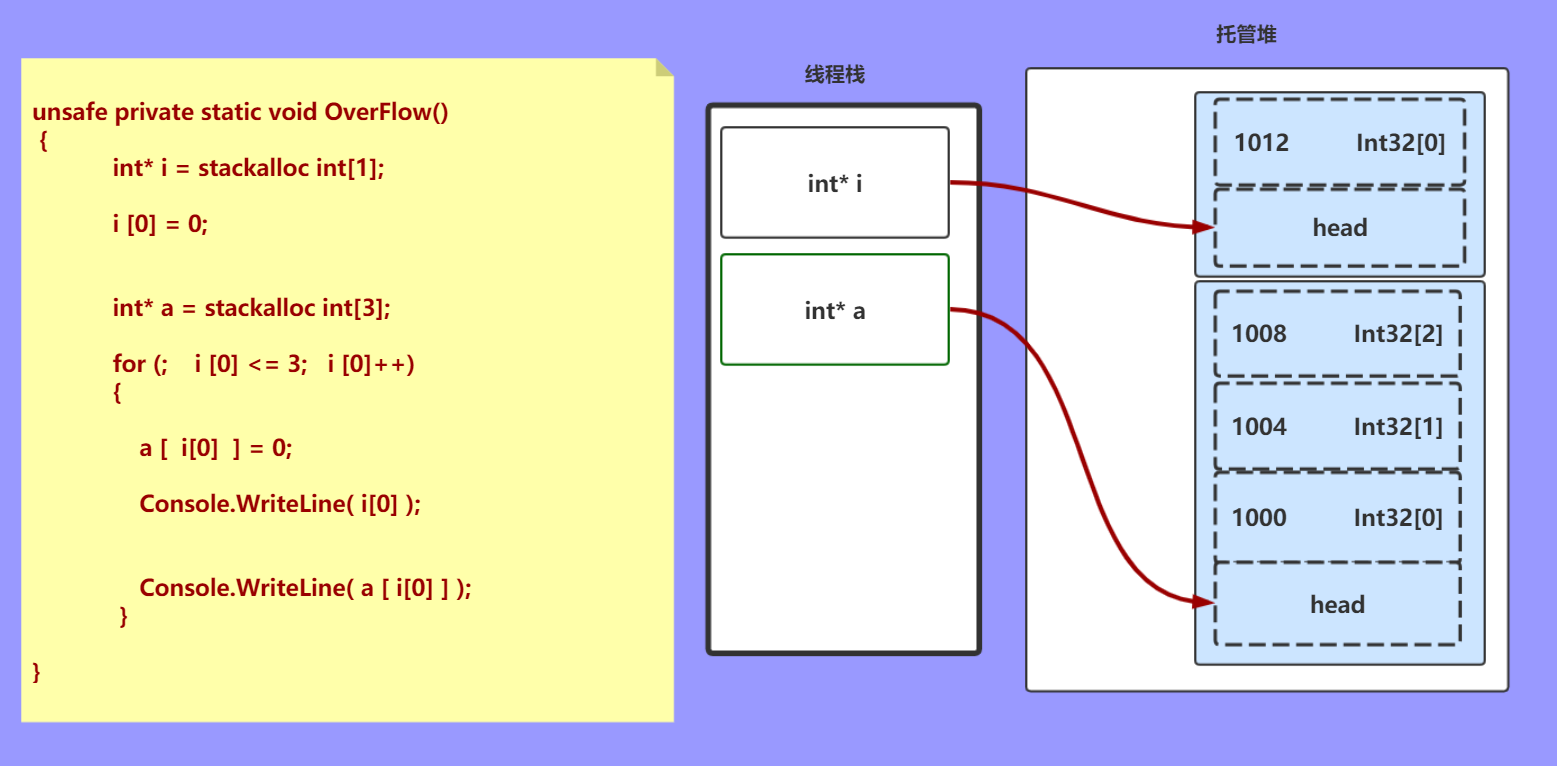 unsafe private static void OverFlow()
{
int* i = stackalloc int[1];
i [0] = 0;
int* a = stackalloc int[3];
for (;    i [0] <= 3;   i [0]++)
{
a [  i[0]  ] = 0;
Console.WriteLine( i[0] );
Console.WriteLine( a [ i[0] ] );
}
}
线程栈
int* i
int* a
托管堆
1012 Int32[0]
head
1008 Int32[2]
1004 Int32[1]
1000 Int32[0]
head